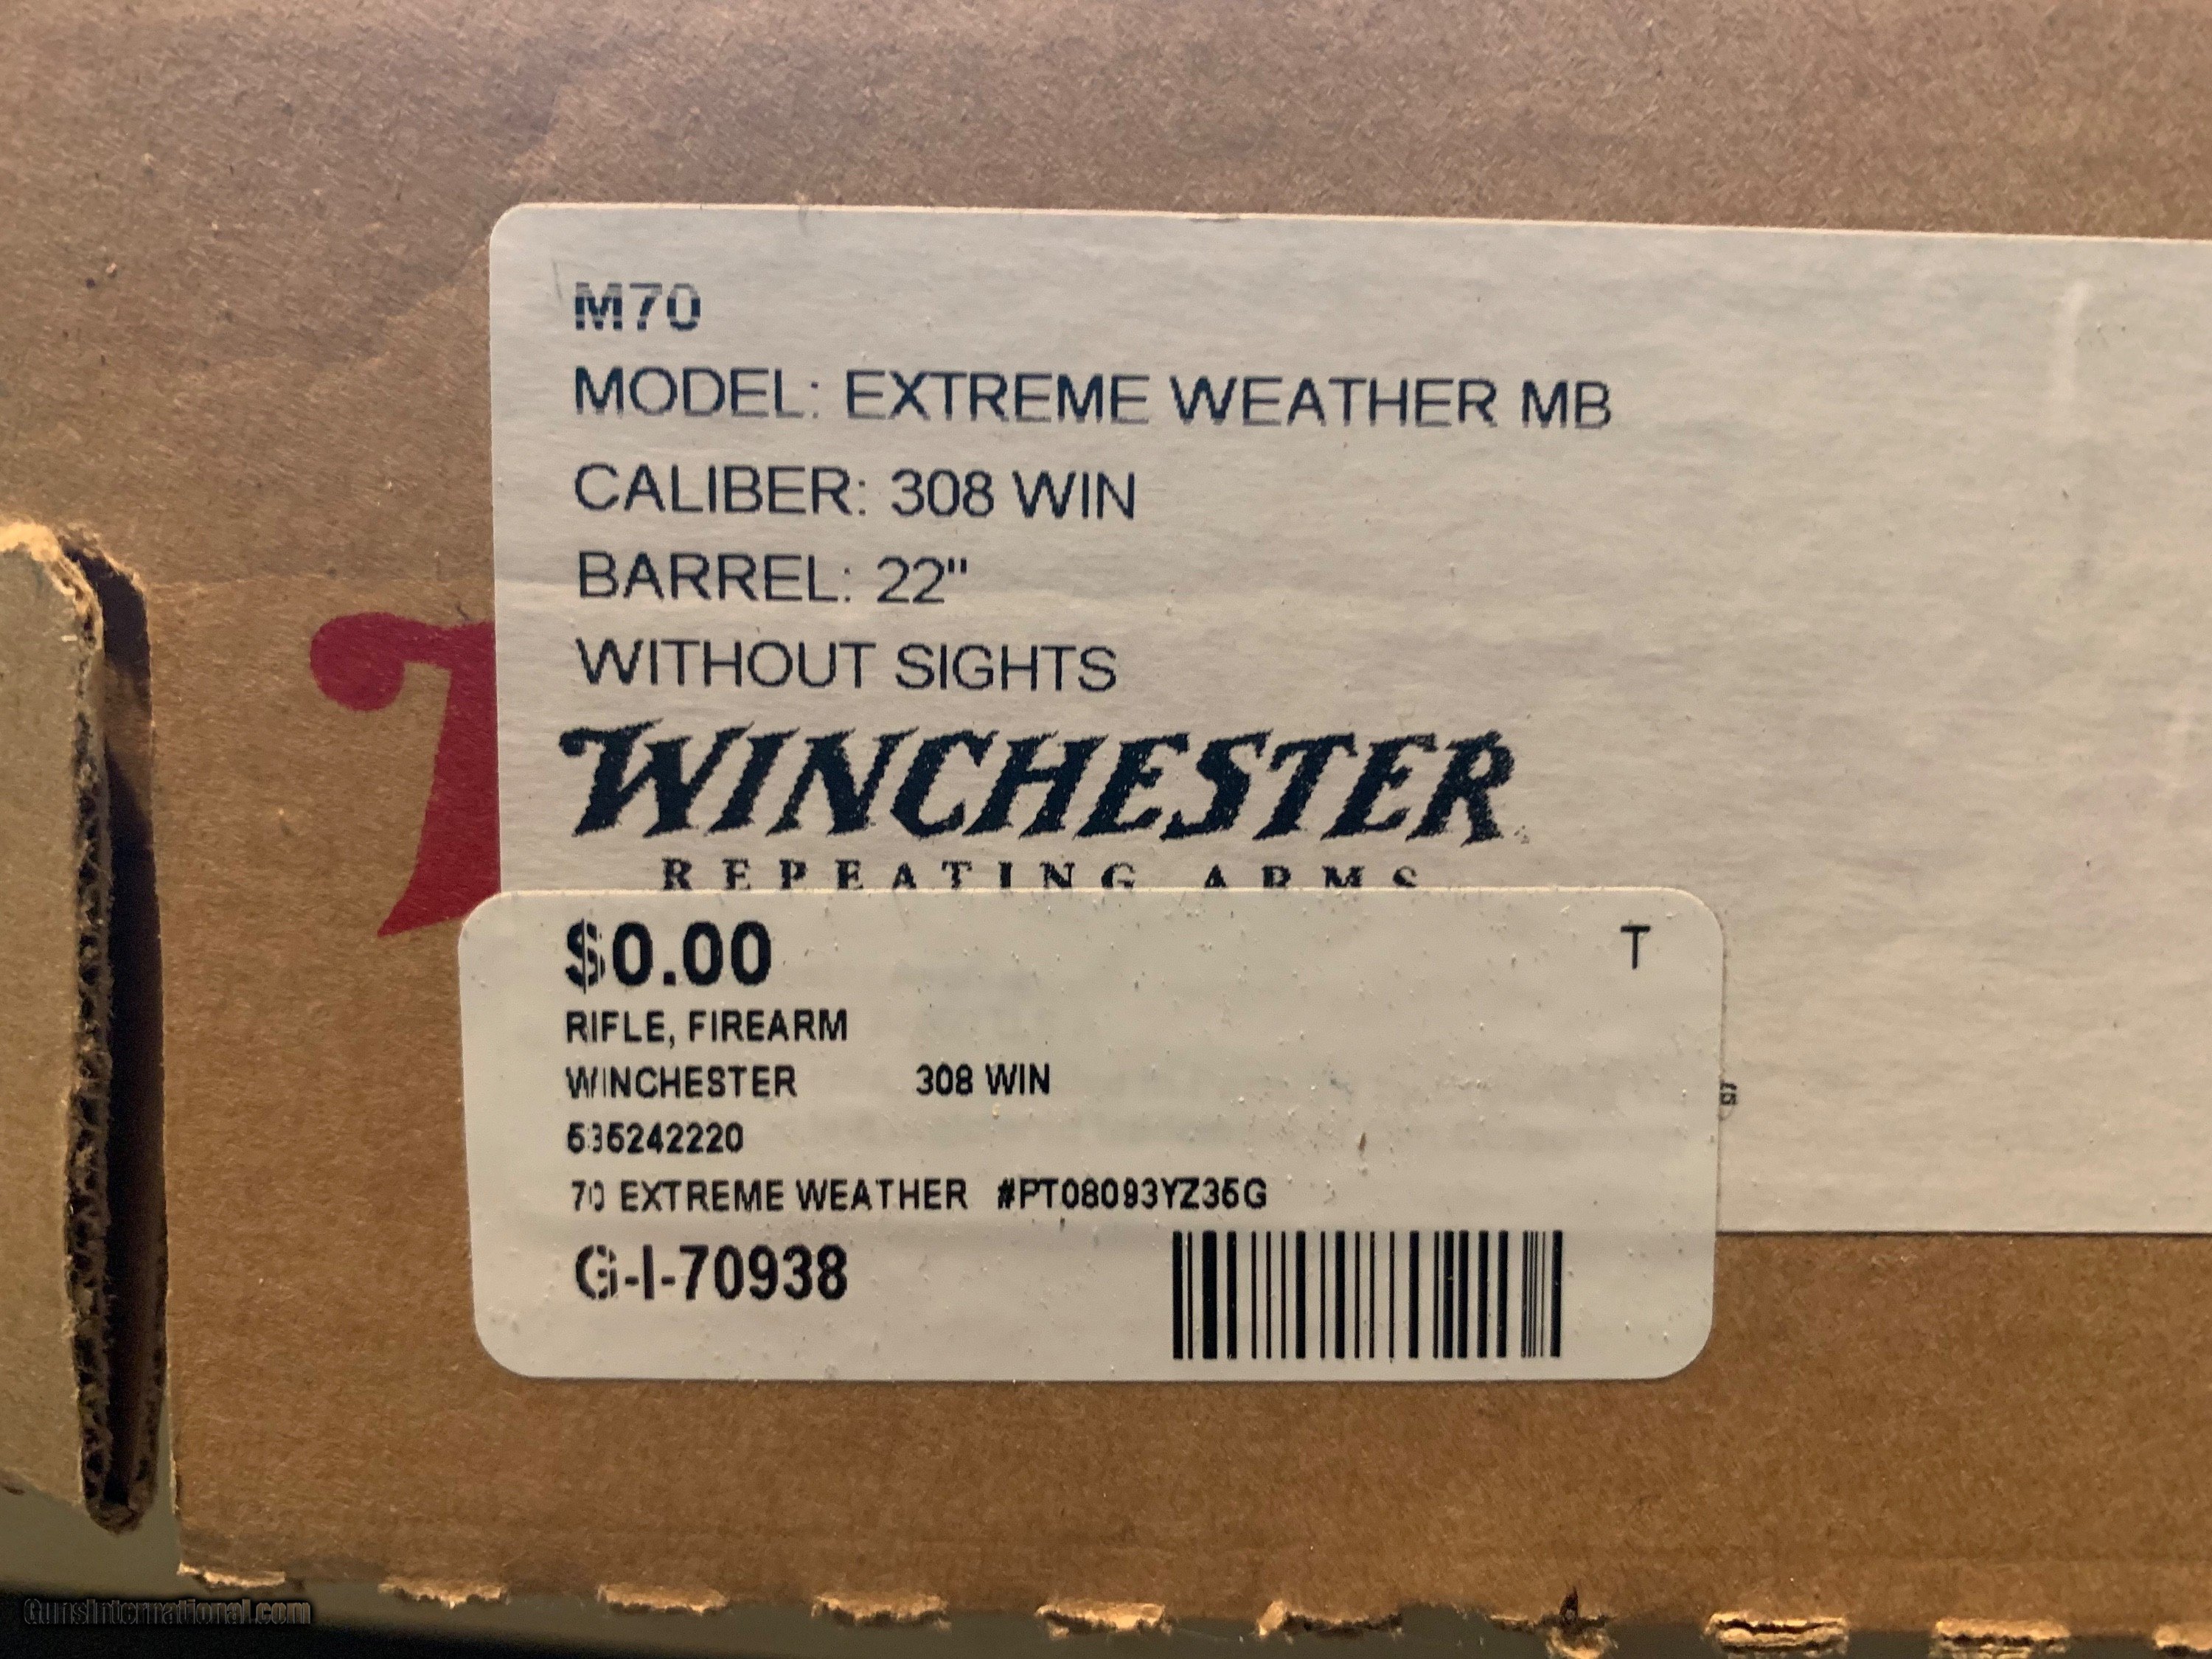 M70
MODEL: EXTREME WEATHER MB
CALIBER: 308 WIN
BARREL: 22"
WITHOUT SIGHTS
WINCHESTER
REPEATING ARMS
$0.00 T
RIFLE, FIREARM
WINCHESTER 308 WIN
535242220
70 EXTREME WEATHER #PT08093YZ35G
G-I-70938
GunsInternational.com